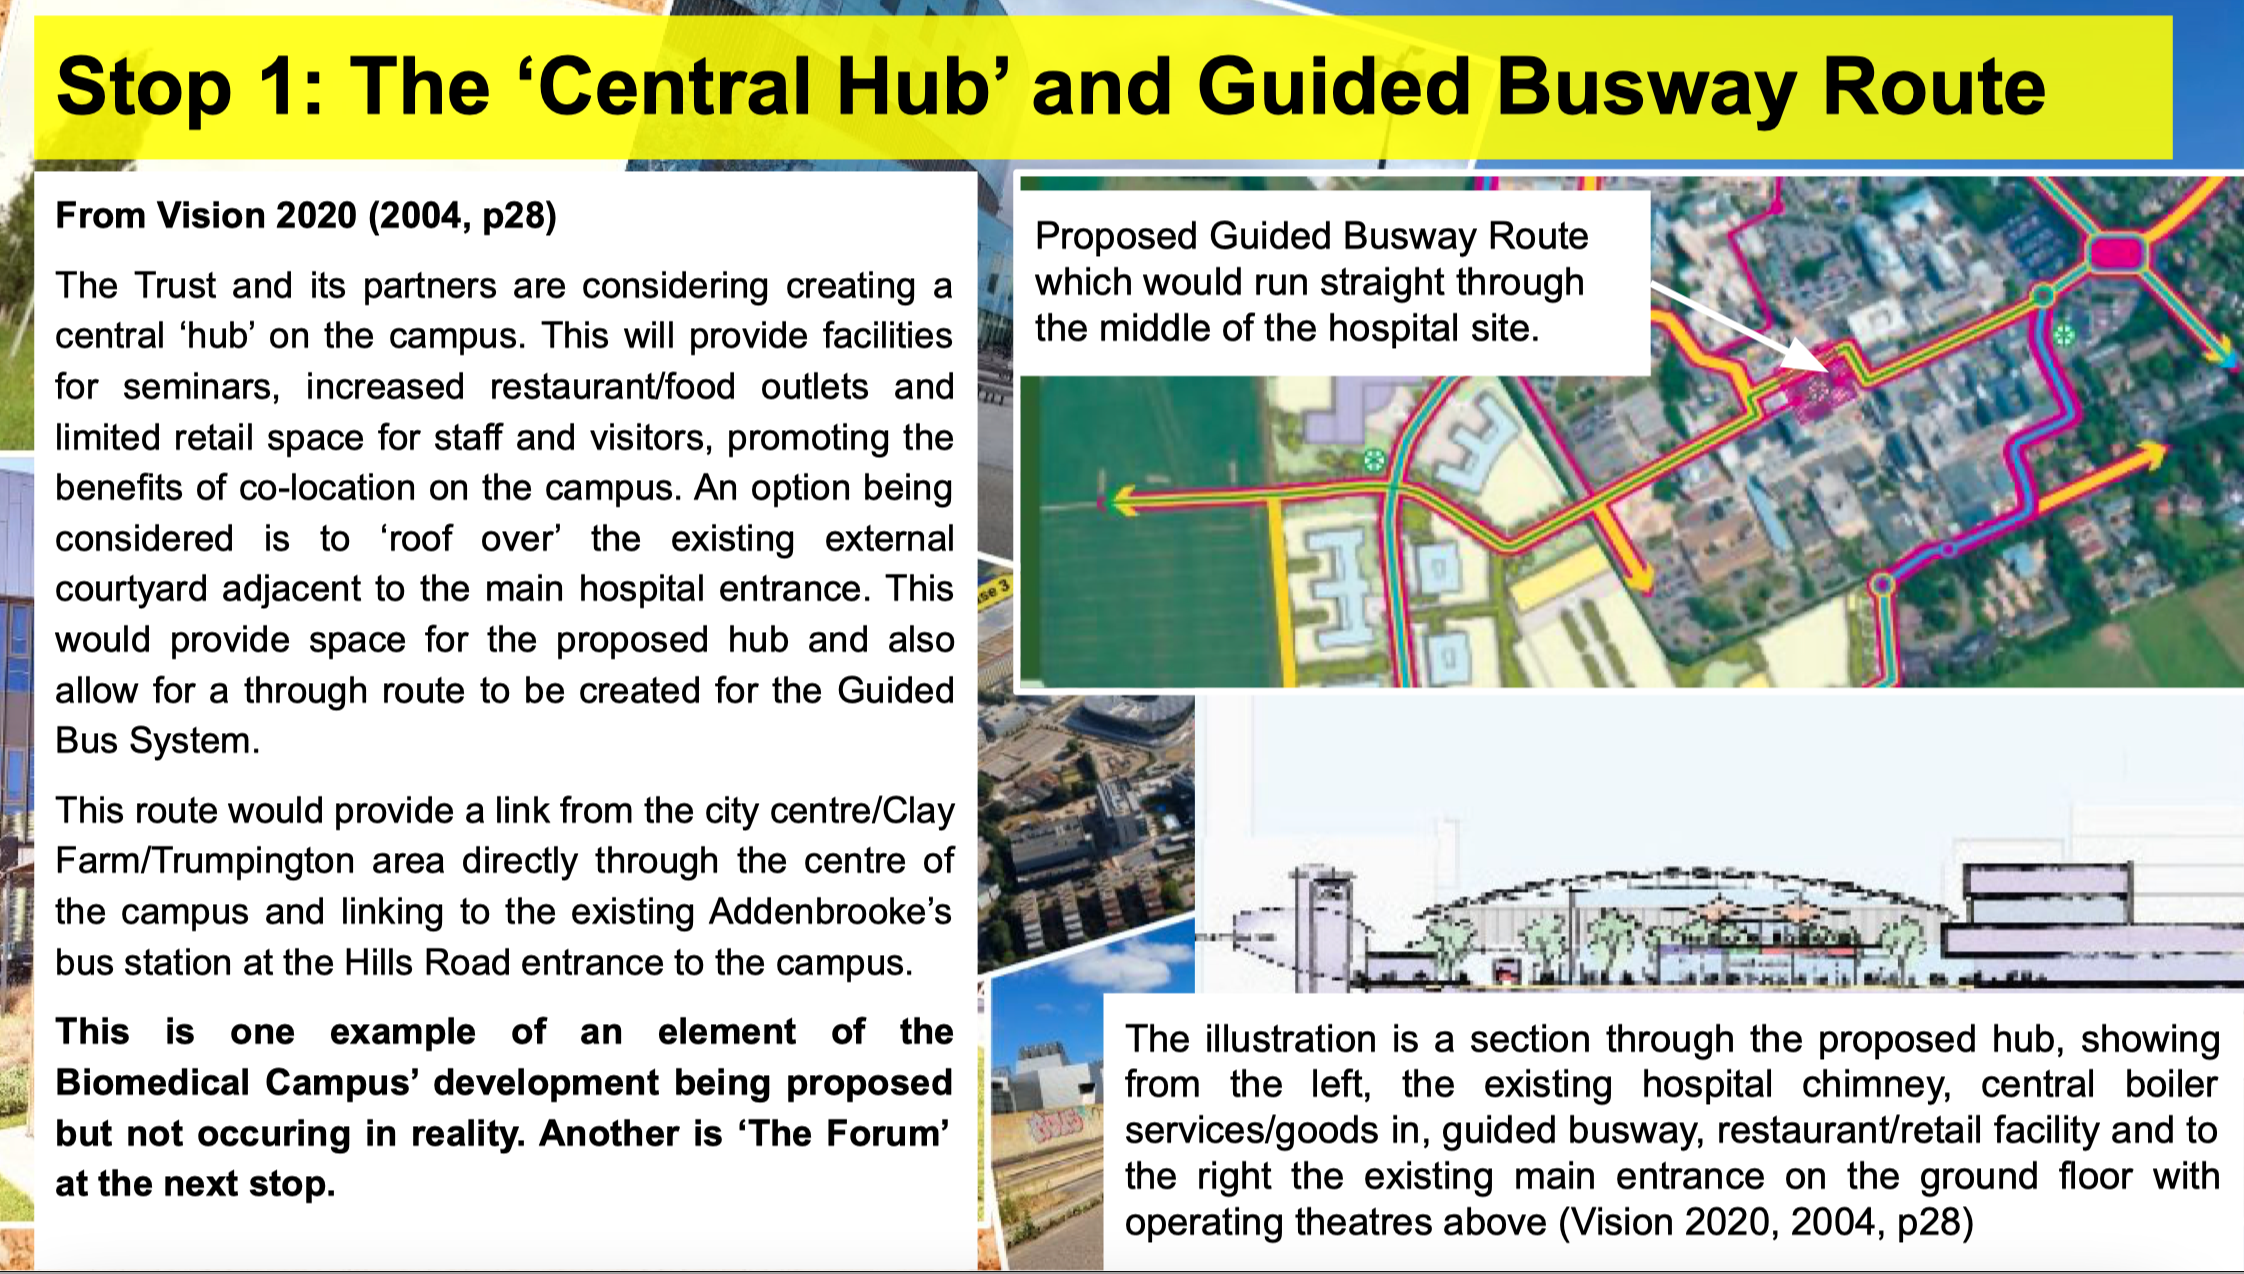 Stop 1: The ‘Central Hub’ and Guided Busway Route
From Vision 2020 (2004, p28)
The Trust and its partners are considering creating a
central ‘hub’ on the campus. This will provide facilities
for seminars, increased restaurant/food outlets and
limited retail space for staff and visitors, promoting the
benefits of co-location on the campus. An option being
considered is to ‘roof over’ the existing external
courtyard adjacent to the main hospital entrance. This
would provide space for the proposed hub and also
allow for a through route to be created for the Guided
Bus System.
This route would provide a link from the city centre/Clay
Farm/Trumpington area directly through the centre of
the campus and linking to the existing Addenbrooke’s
bus station at the Hills Road entrance to the campus.
This is one example of an element of the
Biomedical Campus’ development being proposed
but not occuring in reality. Another is ‘The Forum’
at the next stop.
Proposed Guided Busway Route
which would run straight through
the middle of the hospital site.
se 3
The illustration is a section through the proposed hub, showing
from the left, the existing hospital chimney, central boiler
services/goods in, guided busway, restaurant/retail facility and to
the right the existing main entrance on the ground floor with
operating theatres above (Vision 2020, 2004, p28)